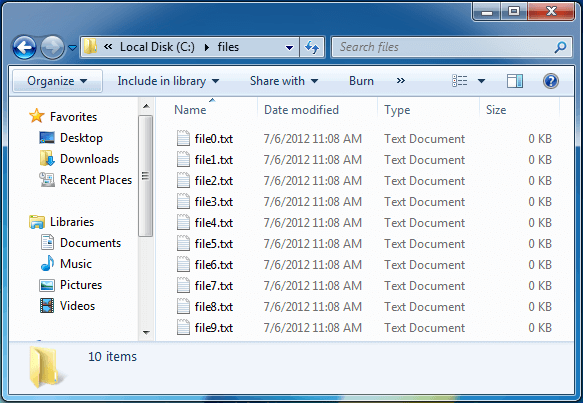 « Local Disk (C:) ▸ files
Search files
Organize Include in library Share with Burn »
Name Date modified Type Size
Favorites
Desktop
Downloads
Recent Places
Libraries
Documents
Music
Pictures
Videos
file0.txt 7/6/2012 11:08 AM Text Document 0 KB
file1.txt 7/6/2012 11:08 AM Text Document 0 KB
file2.txt 7/6/2012 11:08 AM Text Document 0 KB
file3.txt 7/6/2012 11:08 AM Text Document 0 KB
file4.txt 7/6/2012 11:08 AM Text Document 0 KB
file5.txt 7/6/2012 11:08 AM Text Document 0 KB
file6.txt 7/6/2012 11:08 AM Text Document 0 KB
file7.txt 7/6/2012 11:08 AM Text Document 0 KB
file8.txt 7/6/2012 11:08 AM Text Document 0 KB
file9.txt 7/6/2012 11:08 AM Text Document 0 KB
10 items